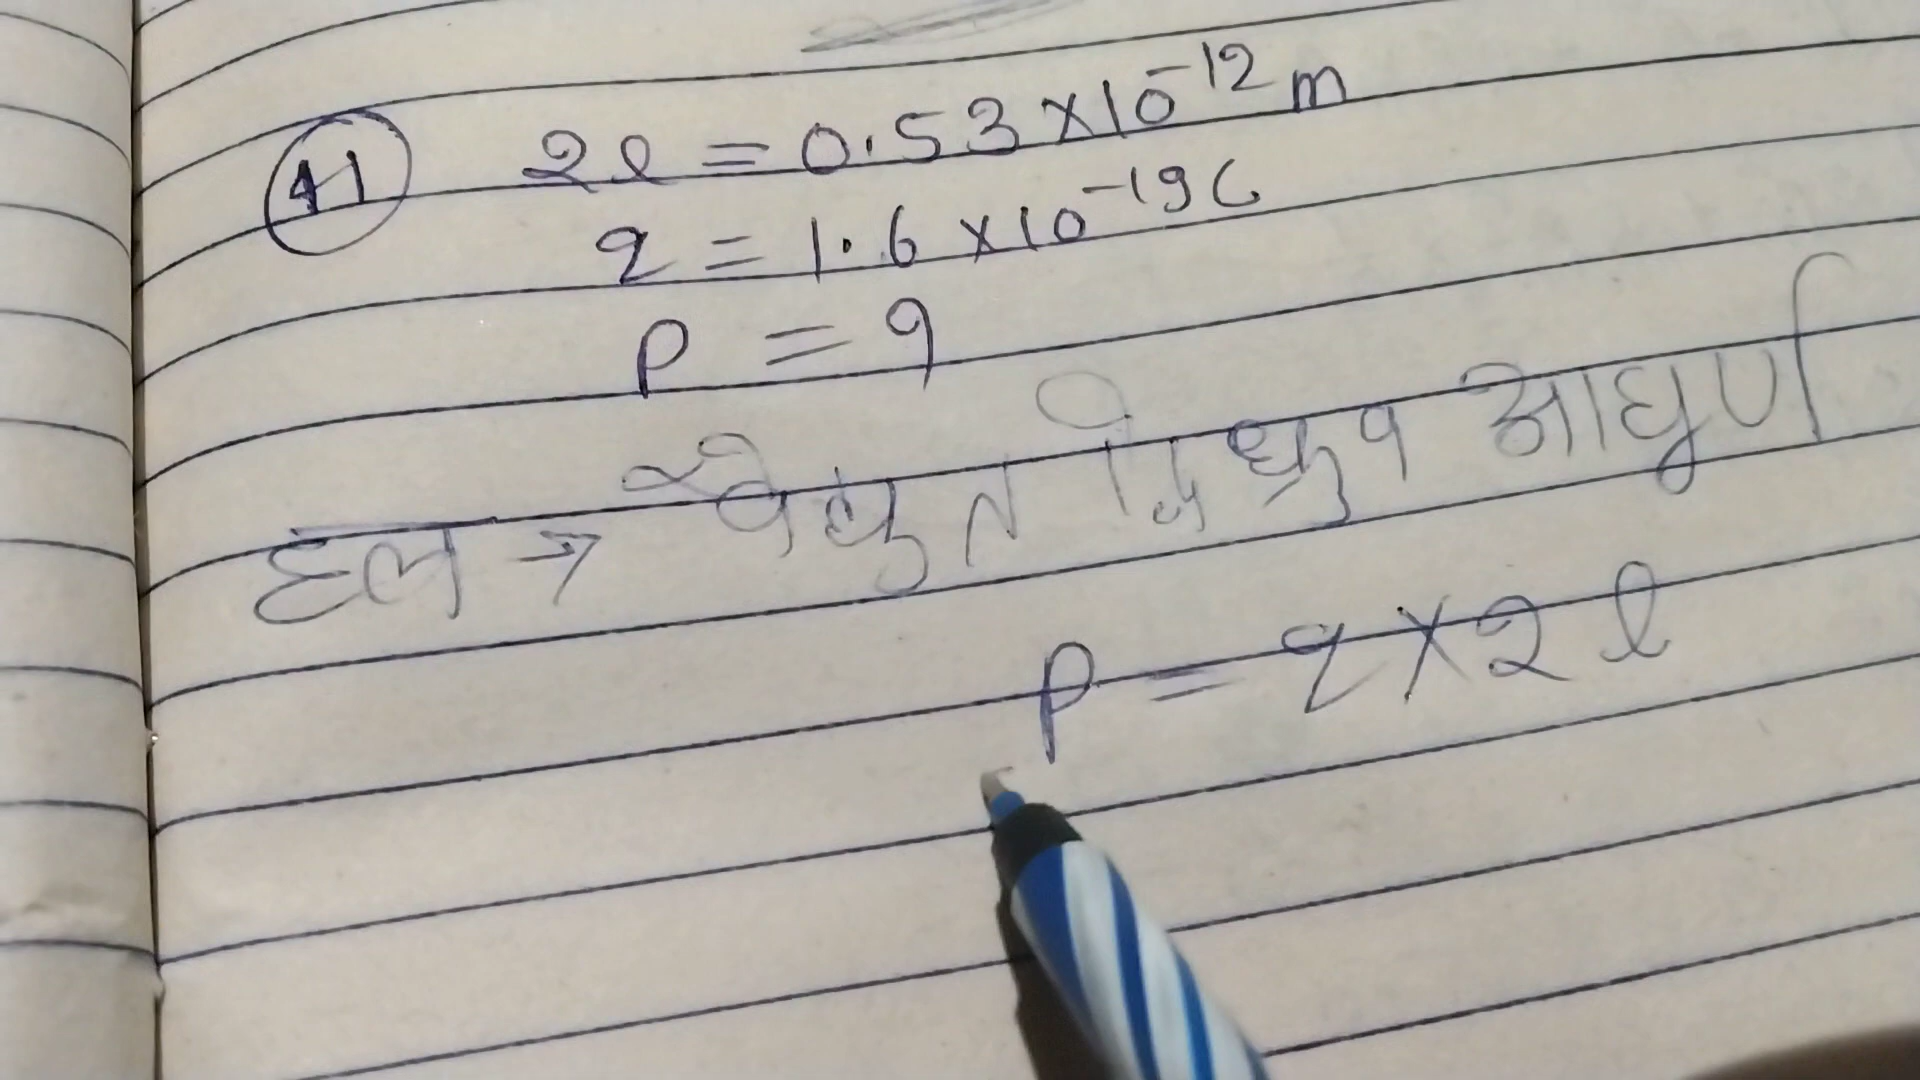 41 2l = 0.53 × 10⁻¹² m
q = 1.6 × 10⁻¹⁹ C
P = ?
हल → वैद्युत द्विध्रुव आघूर्ण
P = q × 2l